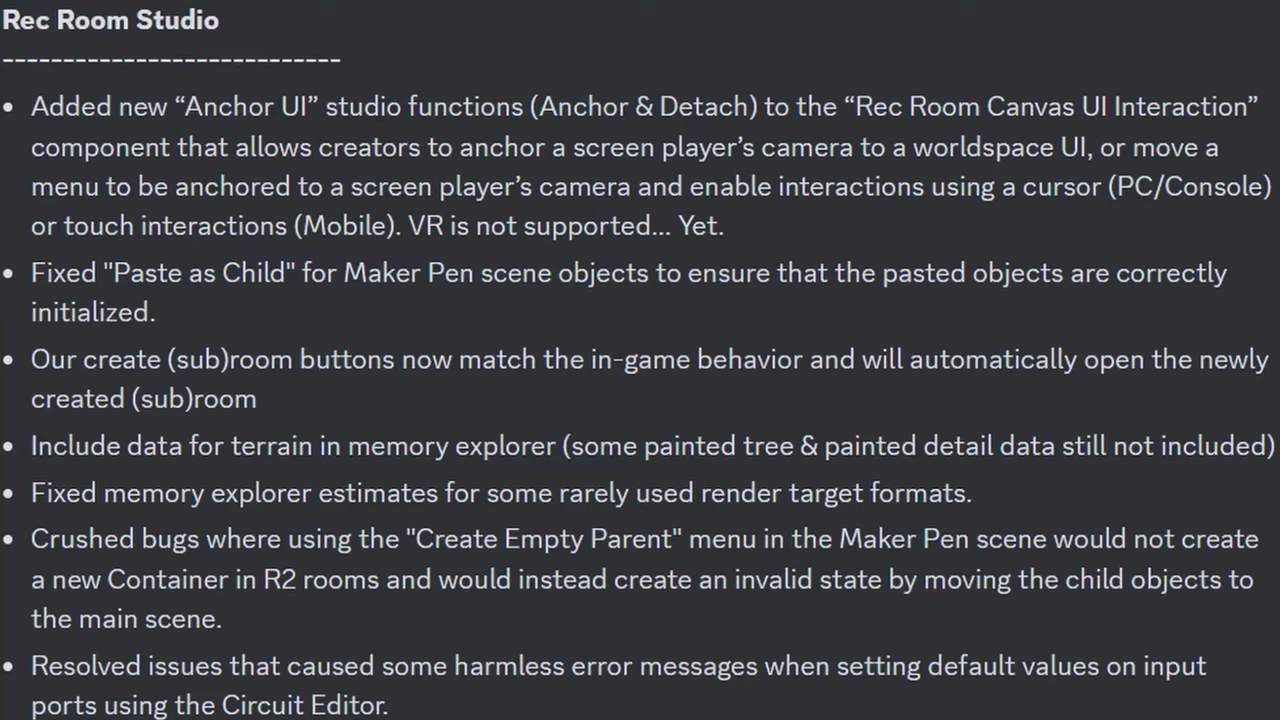 Rec Room Studio
----------------------------
• Added new “Anchor UI” studio functions (Anchor & Detach) to the “Rec Room Canvas UI Interaction”
component that allows creators to anchor a screen player’s camera to a worldspace UI, or move a
menu to be anchored to a screen player’s camera and enable interactions using a cursor (PC/Console)
or touch interactions (Mobile). VR is not supported... Yet.
• Fixed "Paste as Child" for Maker Pen scene objects to ensure that the pasted objects are correctly
initialized.
• Our create (sub)room buttons now match the in-game behavior and will automatically open the newly
created (sub)room
• Include data for terrain in memory explorer (some painted tree & painted detail data still not included)
• Fixed memory explorer estimates for some rarely used render target formats.
• Crushed bugs where using the "Create Empty Parent" menu in the Maker Pen scene would not create
a new Container in R2 rooms and would instead create an invalid state by moving the child objects to
the main scene.
• Resolved issues that caused some harmless error messages when setting default values on input
ports using the Circuit Editor.